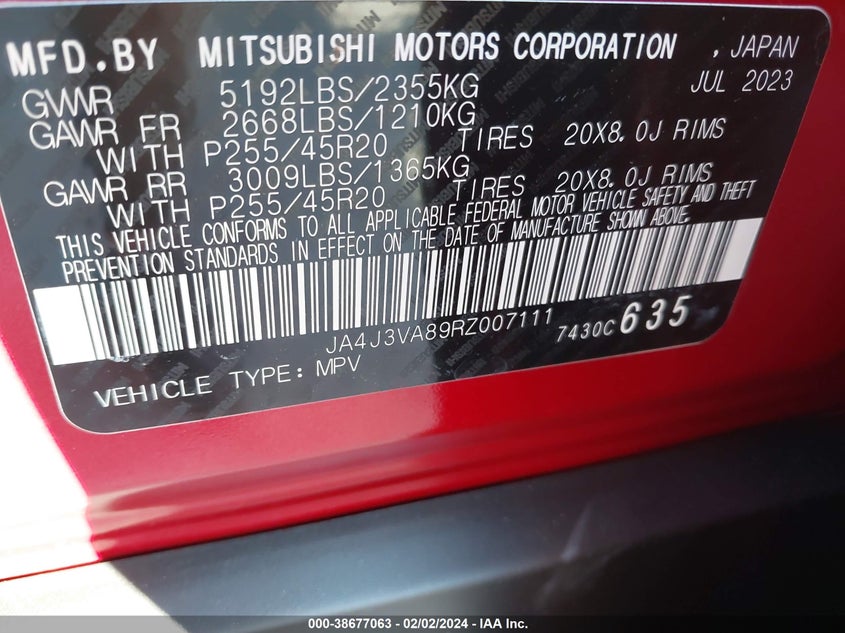 MFD.BY MITSUBISHI MOTORS CORPORATION , JAPAN
GVWR 5192LBS/2355KG JUL 2023
GAWR FR 2668LBS/1210KG
WITH P255/45R20 TIRES 20X8.0J RIMS
GAWR RR 3009LBS/1365KG
WITH P255/45R20 TIRES 20X8.0J RIMS
THIS VEHICLE CONFORMS TO ALL APPLICABLE FEDERAL MOTOR VEHICLE SAFETY AND THEFT
PREVENTION STANDARDS IN EFFECT ON THE DATE OF MANUFACTURE SHOWN ABOVE.
JA4J3VA89RZ007111 7430C635
VEHICLE TYPE: MPV
000-38677063 - 02/02/2024 - IAA Inc.